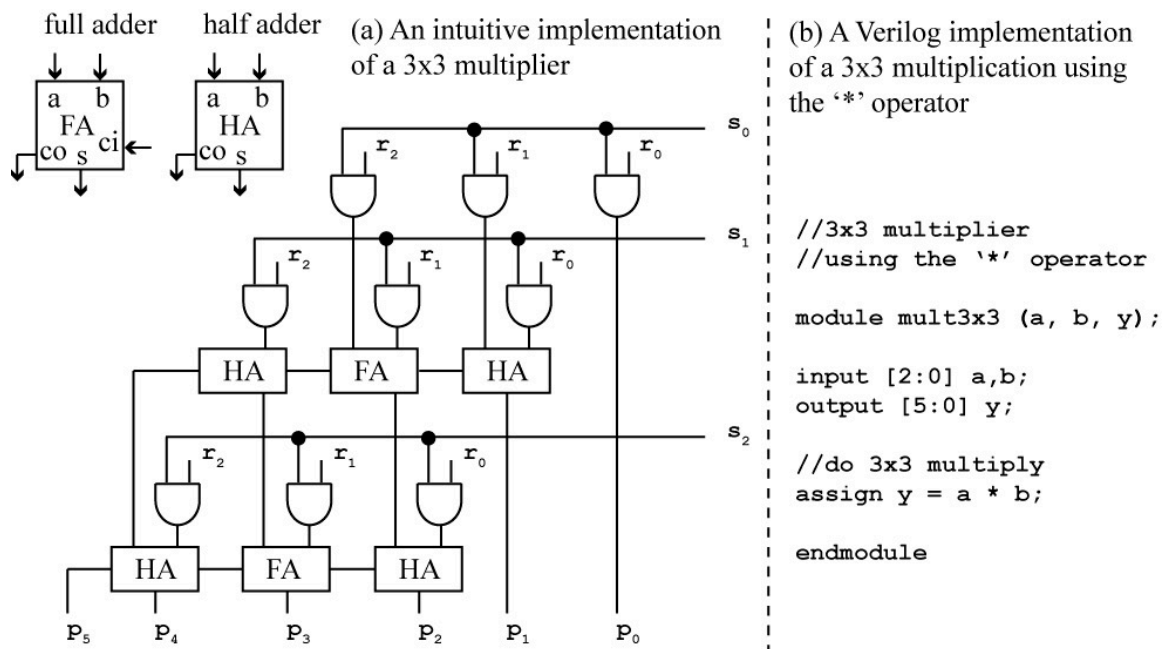 full adder
half adder
a b
FA
co s ci
a b
HA
co s
(a) An intuitive implementation
of a 3x3 multiplier
s0
r2 r1 r0
s1
r2 r1 r0
HA FA HA
s2
r2 r1 r0
HA FA HA
p5 p4 p3 p2 p1 p0
(b) A Verilog implementation
of a 3x3 multiplication using
the ‘*’ operator
//3x3 multiplier
//using the ‘*’ operator
module mult3x3 (a, b, y);
input [2:0] a,b;
output [5:0] y;
//do 3x3 multiply
assign y = a * b;
endmodule